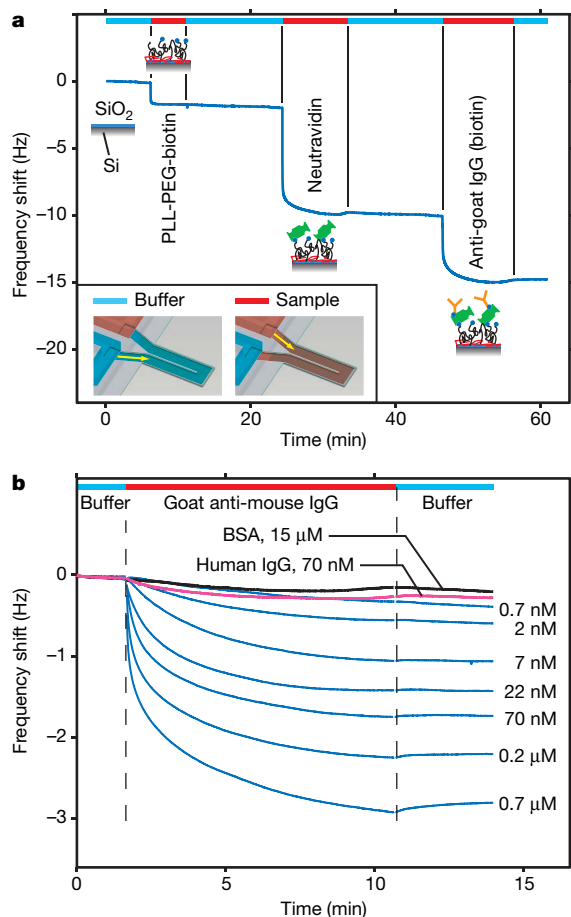 a
SiO2
Si
PLL-PEG-biotin
Neutravidin
Anti-goat IgG (biotin)
0
−5
−10
−15
−20
Frequency shift (Hz)
Buffer
Sample
0
20
40
60
Time (min)
b
Buffer
Goat anti-mouse IgG
Buffer
BSA, 15 μM
Human IgG, 70 nM
0
−1
−2
−3
Frequency shift (Hz)
0.7 nM
2 nM
7 nM
22 nM
70 nM
0.2 μM
0.7 μM
0
5
10
15
Time (min)